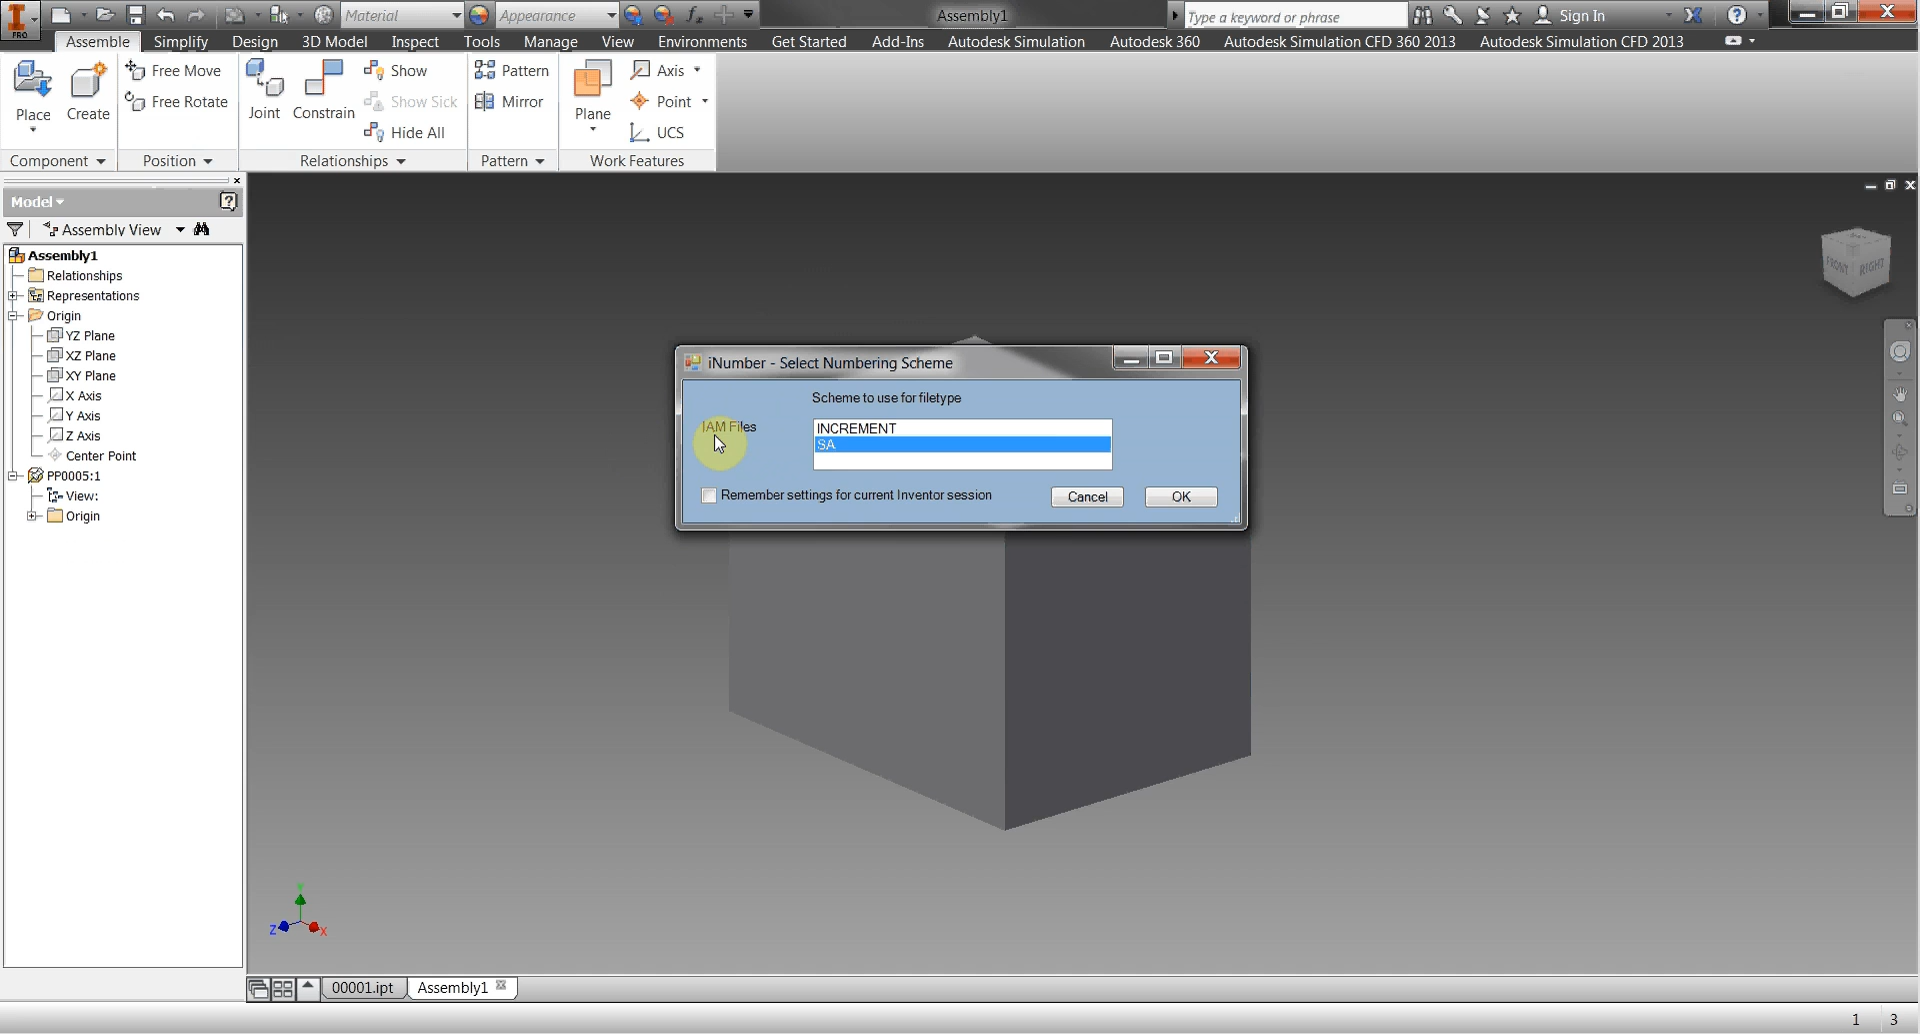 PRO
Material
Appearance
fx
Assembly1
Type a keyword or phrase
Sign In
Assemble
Simplify
Design
3D Model
Inspect
Tools
Manage
View
Environments
Get Started
Add-Ins
Autodesk Simulation
Autodesk 360
Autodesk Simulation CFD 360 2013
Autodesk Simulation CFD 2013
Place
Create
Free Move
Free Rotate
Joint
Constrain
Show
Show Sick
Hide All
Pattern
Mirror
Plane
Axis
Point
UCS
Component
Position
Relationships
Pattern
Work Features
Model
Assembly View
Assembly1
Relationships
Representations
Origin
YZ Plane
XZ Plane
XY Plane
X Axis
Y Axis
Z Axis
Center Point
PP0005:1
View:
Origin
FRONT
RIGHT
iNumber - Select Numbering Scheme
Scheme to use for filetype
IAM Files
INCREMENT
SA
Remember settings for current Inventor session
Cancel
OK
Y
Z
X
00001.ipt
Assembly1
1
3